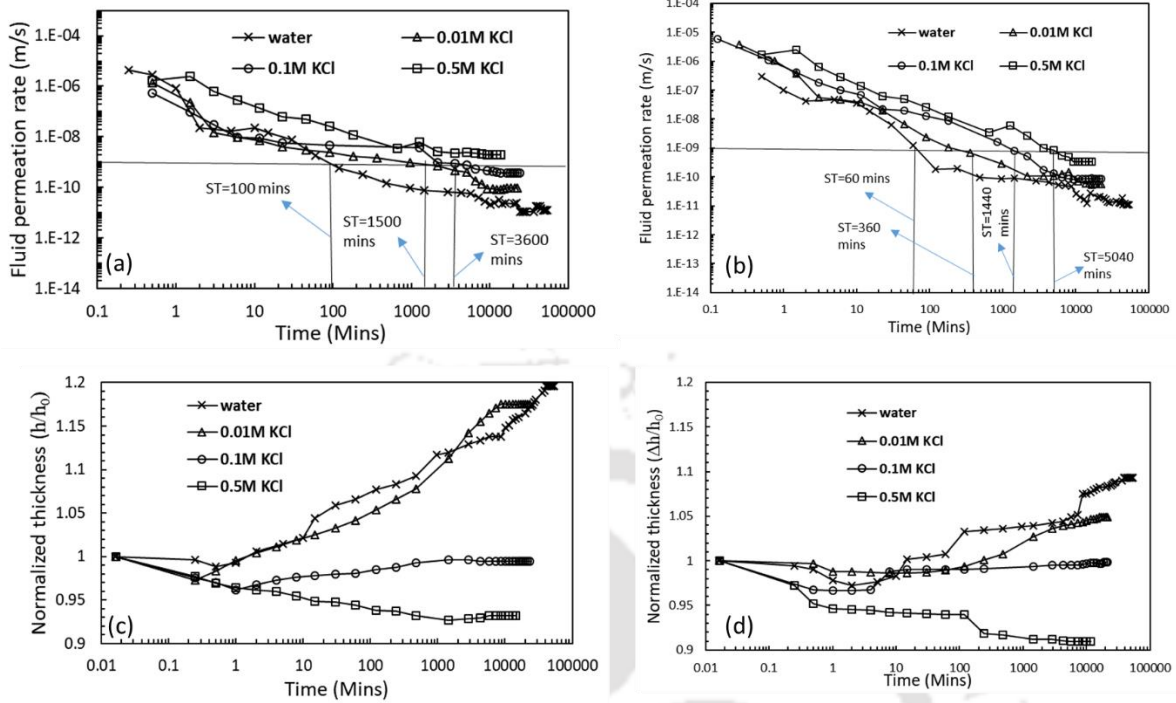 1.E-04
1.E-06
1.E-08
1.E-10
1.E-12
1.E-14
Fluid permeation rate (m/s)
water
0.01M KCl
0.1M KCl
0.5M KCl
ST=100 mins
ST=1500
mins
ST=3600
mins
(a)
0.1 1 10 100 1000 10000 100000
Time (Mins)
1.E-04
1.E-05
1.E-06
1.E-07
1.E-08
1.E-09
1.E-10
1.E-11
1.E-12
1.E-13
1.E-14
Fluid permeation rate (m/s)
water
0.01M KCl
0.1M KCl
0.5M KCl
ST=60 mins
ST=360
mins
ST=1440
mins
ST=5040
mins
(b)
0.1 1 10 100 1000 10000 100000
Time (Mins)
1.2
1.15
1.1
1.05
1
0.95
0.9
Normalized thickness (h/h₀)
water
0.01M KCl
0.1M KCl
0.5M KCl
(c)
0.01 0.1 1 10 100 1000 10000 100000
Time (Mins)
1.2
1.15
1.1
1.05
1
0.95
0.9
Normalized thickness (Δh/h₀)
water
0.01M KCl
0.1M KCl
0.5M KCl
(d)
0.01 0.1 1 10 100 1000 10000 100000
Time (Mins)